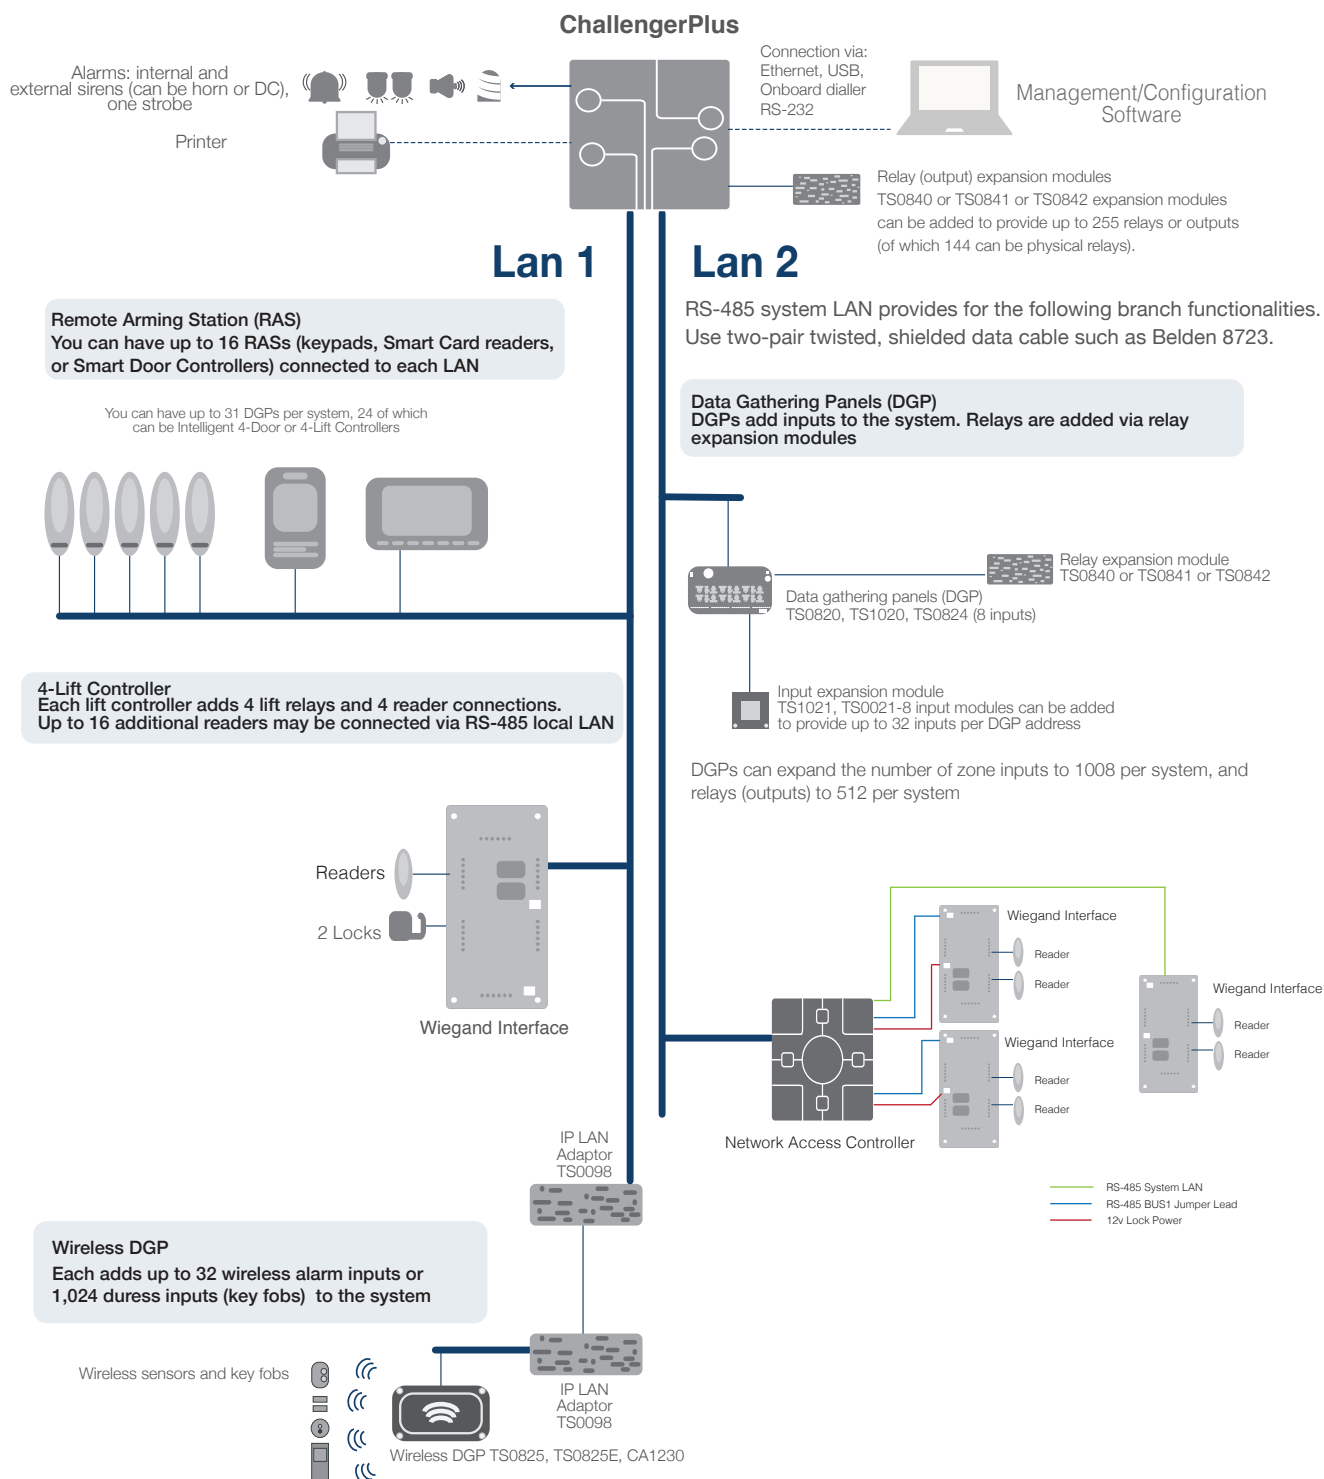 ChallengerPlus
Alarms: internal and
external sirens (can be horn or DC),
one strobe
Printer
Connection via:
Ethernet, USB,
Onboard dialler
RS-232
Management/Configuration
Software
Relay (output) expansion modules
TS0840 or TS0841 or TS0842 expansion modules
can be added to provide up to 255 relays or outputs
(of which 144 can be physical relays).
Lan 1
Lan 2
RS-485 system LAN provides for the following branch functionalities.
Use two-pair twisted, shielded data cable such as Belden 8723.
Remote Arming Station (RAS)
You can have up to 16 RASs (keypads, Smart Card readers,
or Smart Door Controllers) connected to each LAN
You can have up to 31 DGPs per system, 24 of which
can be Intelligent 4-Door or 4-Lift Controllers
Data Gathering Panels (DGP)
DGPs add inputs to the system. Relays are added via relay
expansion modules
Relay expansion module
TS0840 or TS0841 or TS0842
Data gathering panels (DGP)
TS0820, TS1020, TS0824 (8 inputs)
Input expansion module
TS1021, TS0021-8 input modules can be added
to provide up to 32 inputs per DGP address
DGPs can expand the number of zone inputs to 1008 per system, and
relays (outputs) to 512 per system
4-Lift Controller
Each lift controller adds 4 lift relays and 4 reader connections.
Up to 16 additional readers may be connected via RS-485 local LAN
Readers
2 Locks
Wiegand Interface
Wiegand Interface
Reader
Reader
Wiegand Interface
Reader
Reader
Wiegand Interface
Reader
Reader
Network Access Controller
RS-485 System LAN
RS-485 BUS1 Jumper Lead
12v Lock Power
IP LAN
Adaptor
TS0098
Wireless DGP
Each adds up to 32 wireless alarm inputs or
1,024 duress inputs (key fobs) to the system
Wireless sensors and key fobs
IP LAN
Adaptor
TS0098
Wireless DGP TS0825, TS0825E, CA1230